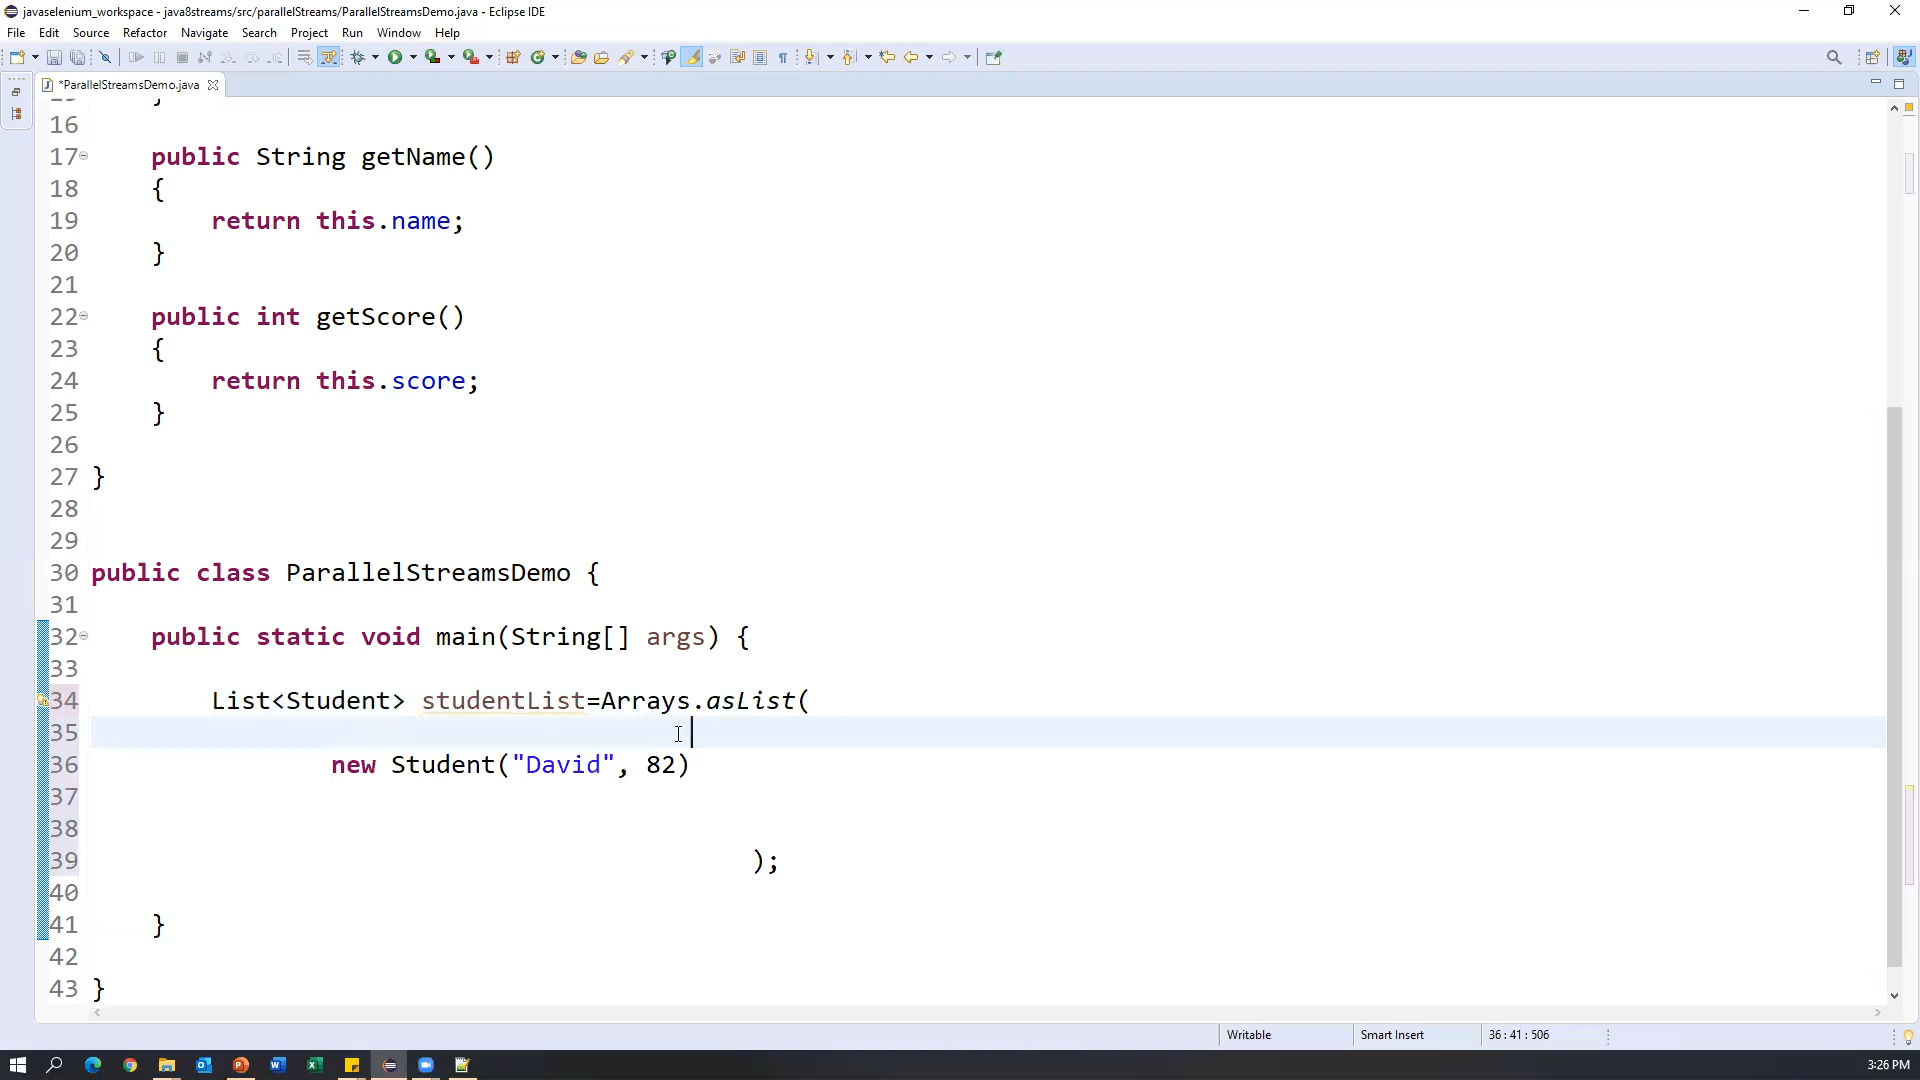 javaselenium_workspace - java8streams/src/parallelStreams/ParallelStreamsDemo.java - Eclipse IDE
File Edit Source Refactor Navigate Search Project Run Window Help
*ParallelStreamsDemo.java
15 }
16
17 public String getName()
18 {
19 return this.name;
20 }
21
22 public int getScore()
23 {
24 return this.score;
25 }
26
27 }
28
29
30 public class ParallelStreamsDemo {
31
32 public static void main(String[] args) {
33
34 List<Student> studentList=Arrays.asList(
35
36 new Student("David", 82)
37
38
39 );
40
41 }
42
43 }
Writable Smart Insert 36 : 41 : 506
3:26 PM